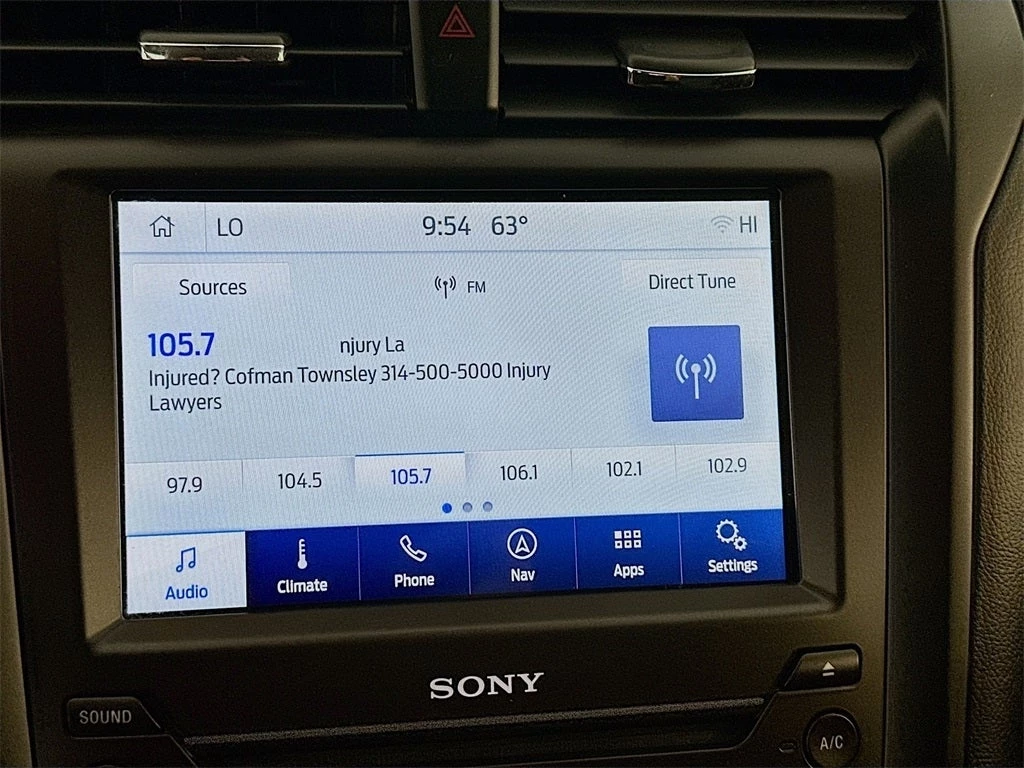 LO 9:54 63° HI
Sources FM Direct Tune
105.7 njury La
Injured? Cofman Townsley 314-500-5000 Injury
Lawyers
97.9 104.5 105.7 106.1 102.1 102.9
Audio Climate Phone Nav Apps Settings
SONY
SOUND
A/C